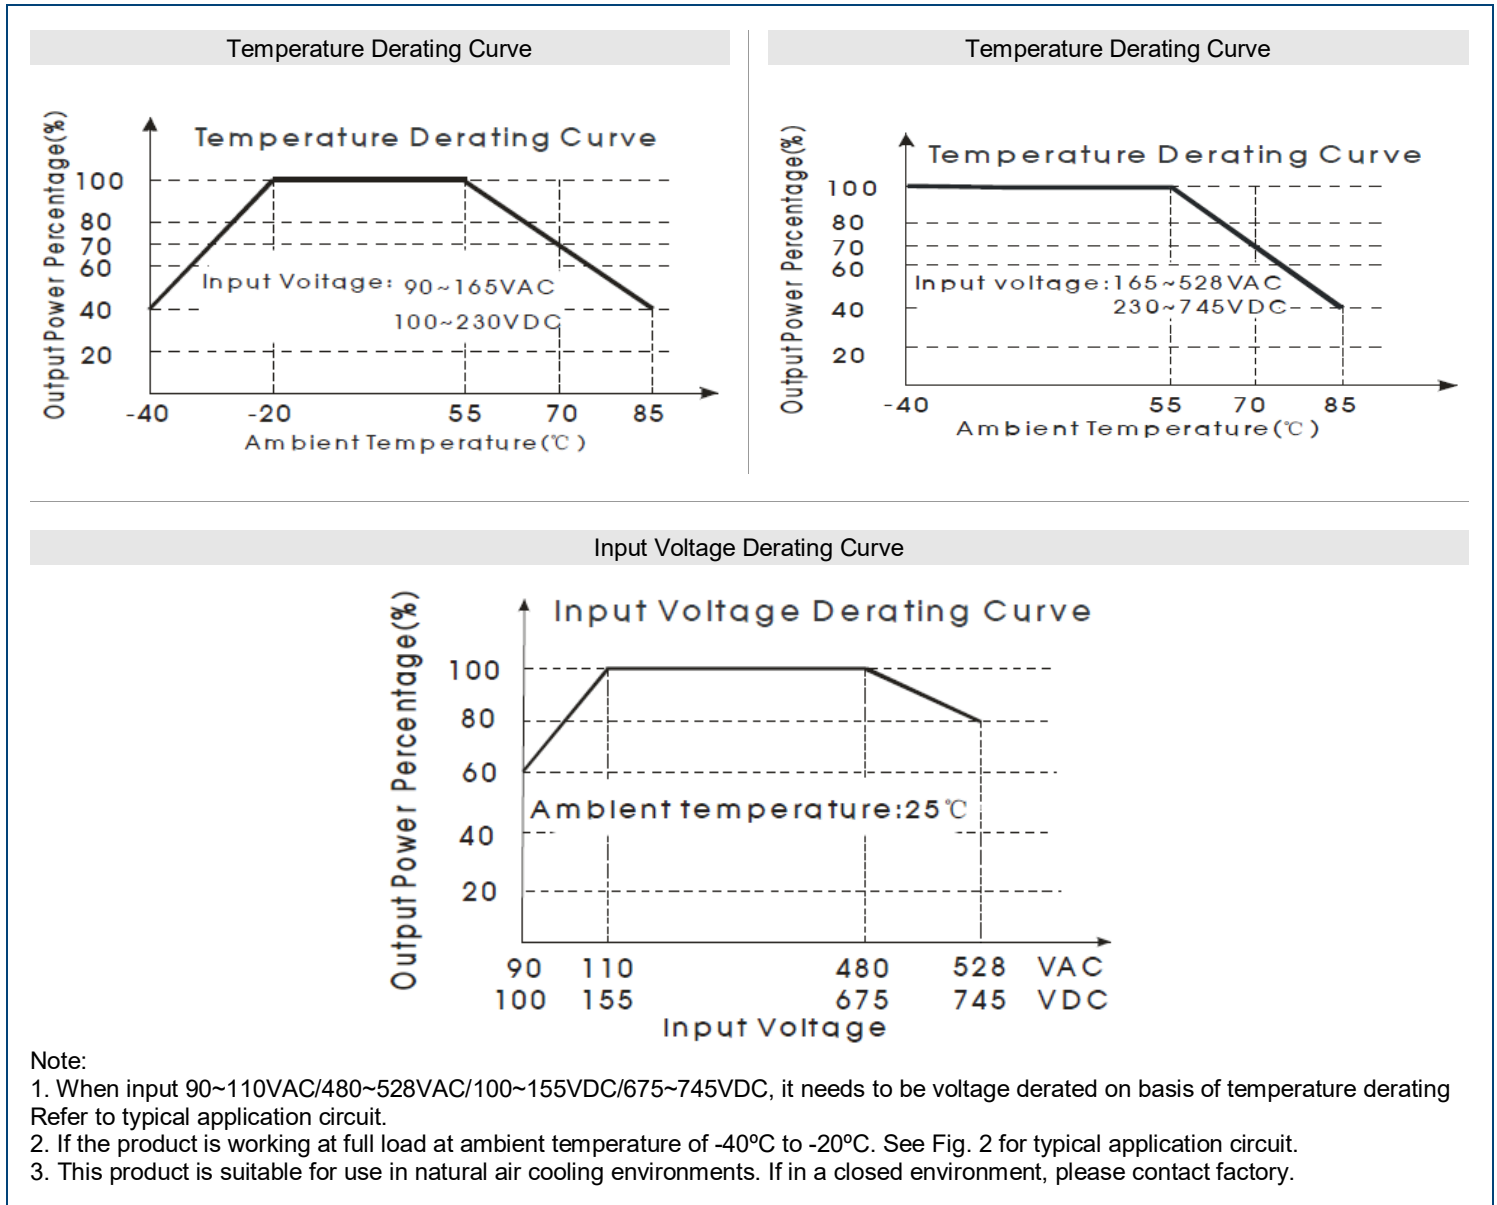 Temperature Derating Curve
Temperature Derating Curve
Output Power Percentage(%)
Temperature Derating Curve
100
80
70
60
40
20
Input Voitage: 90~165VAC
100~230VDC
-40 -20 55 70 85
Ambient Temperature(℃)
Output Power Percentage(%)
Temperature Derating Curve
100
80
70
60
40
20
Input voltage:165~528VAC
230~745VDC
-40 55 70 85
Ambient Temperature(℃)
Input Voltage Derating Curve
Output Power Percentage(%)
Input Voltage Derating Curve
100
80
60
40
20
Ambient temperature:25℃
90 110 480 528 VAC
100 155 675 745 VDC
Input Voltage
Note:
1. When input 90~110VAC/480~528VAC/100~155VDC/675~745VDC, it needs to be voltage derated on basis of temperature derating
Refer to typical application circuit.
2. If the product is working at full load at ambient temperature of -40ºC to -20ºC. See Fig. 2 for typical application circuit.
3. This product is suitable for use in natural air cooling environments. If in a closed environment, please contact factory.